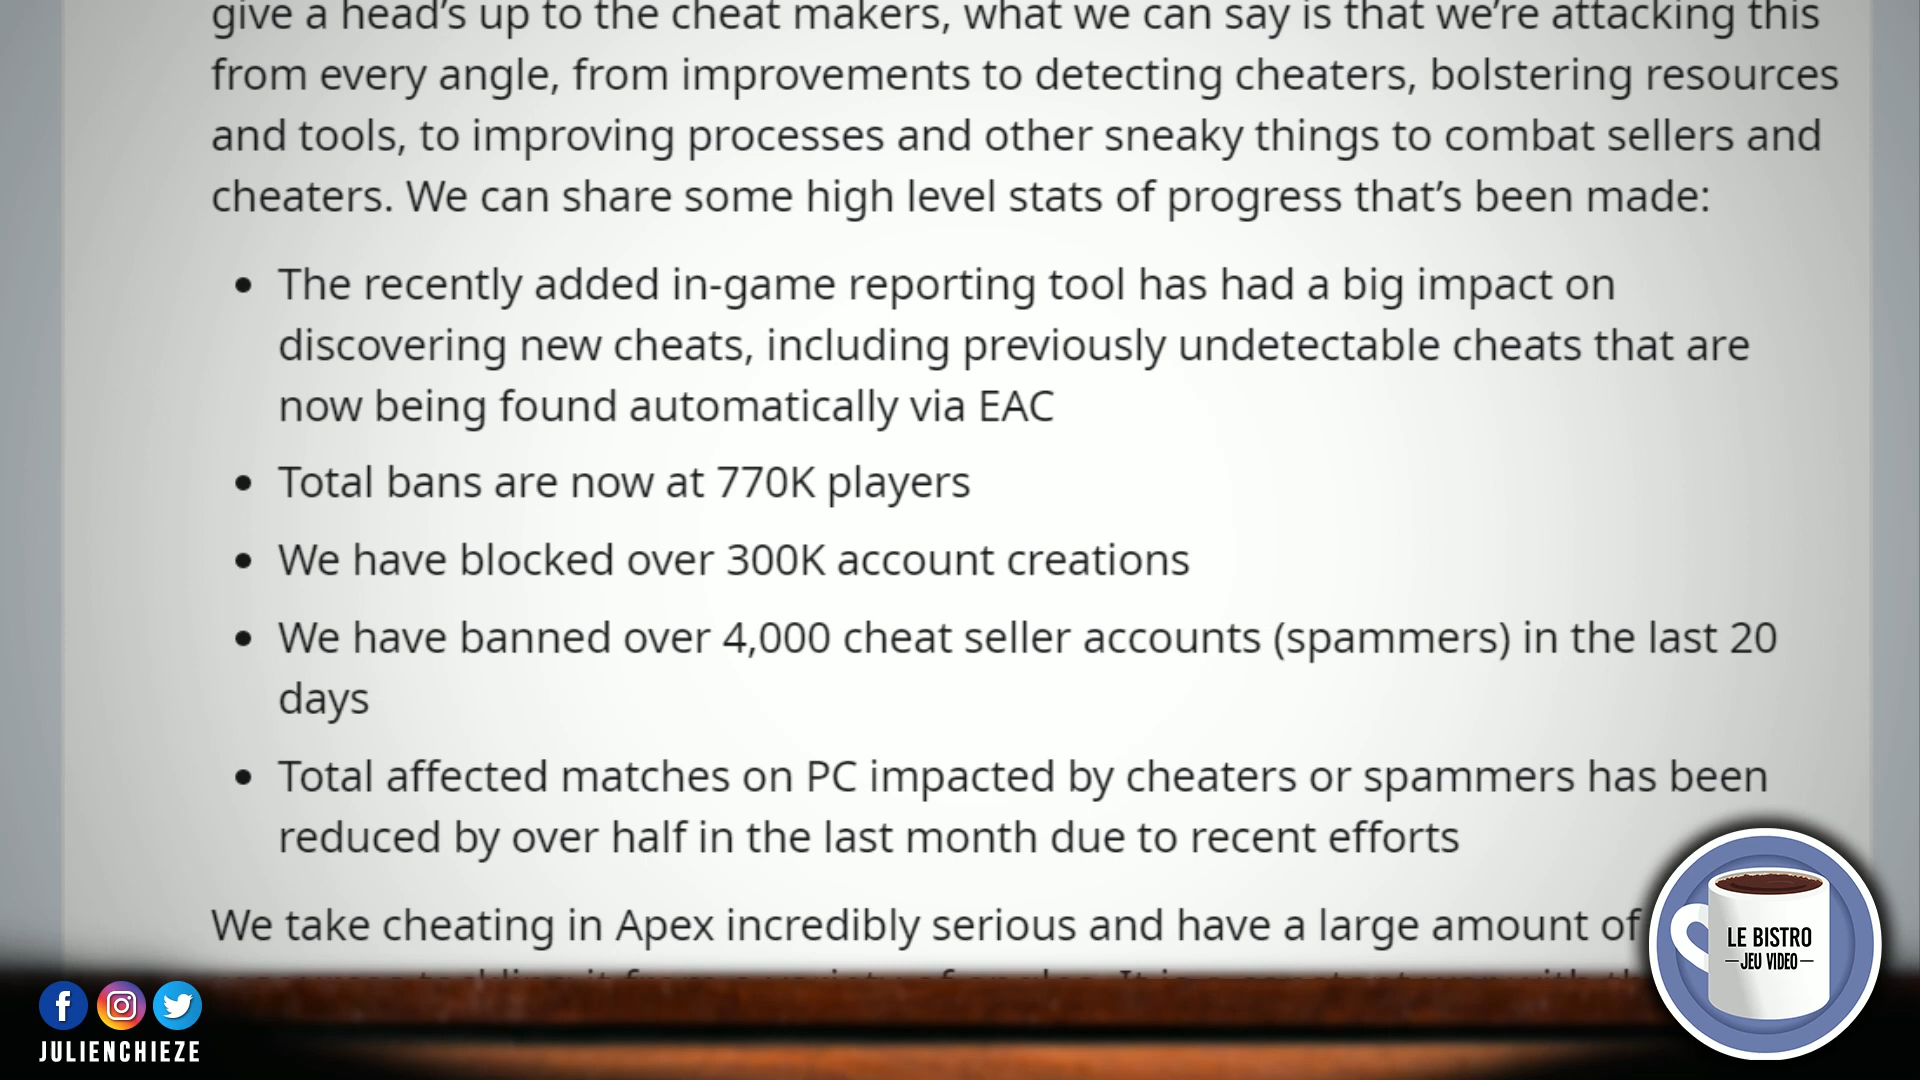 give a head's up to the cheat makers, what we can say is that we're attacking this
from every angle, from improvements to detecting cheaters, bolstering resources
and tools, to improving processes and other sneaky things to combat sellers and
cheaters. We can share some high level stats of progress that's been made:
• The recently added in-game reporting tool has had a big impact on
discovering new cheats, including previously undetectable cheats that are
now being found automatically via EAC
• Total bans are now at 770K players
• We have blocked over 300K account creations
• We have banned over 4,000 cheat seller accounts (spammers) in the last 20
days
• Total affected matches on PC impacted by cheaters or spammers has been
reduced by over half in the last month due to recent efforts
We take cheating in Apex incredibly serious and have a large amount of
LE BISTRO
—JEU VIDEO—
JULIENCHIEZE